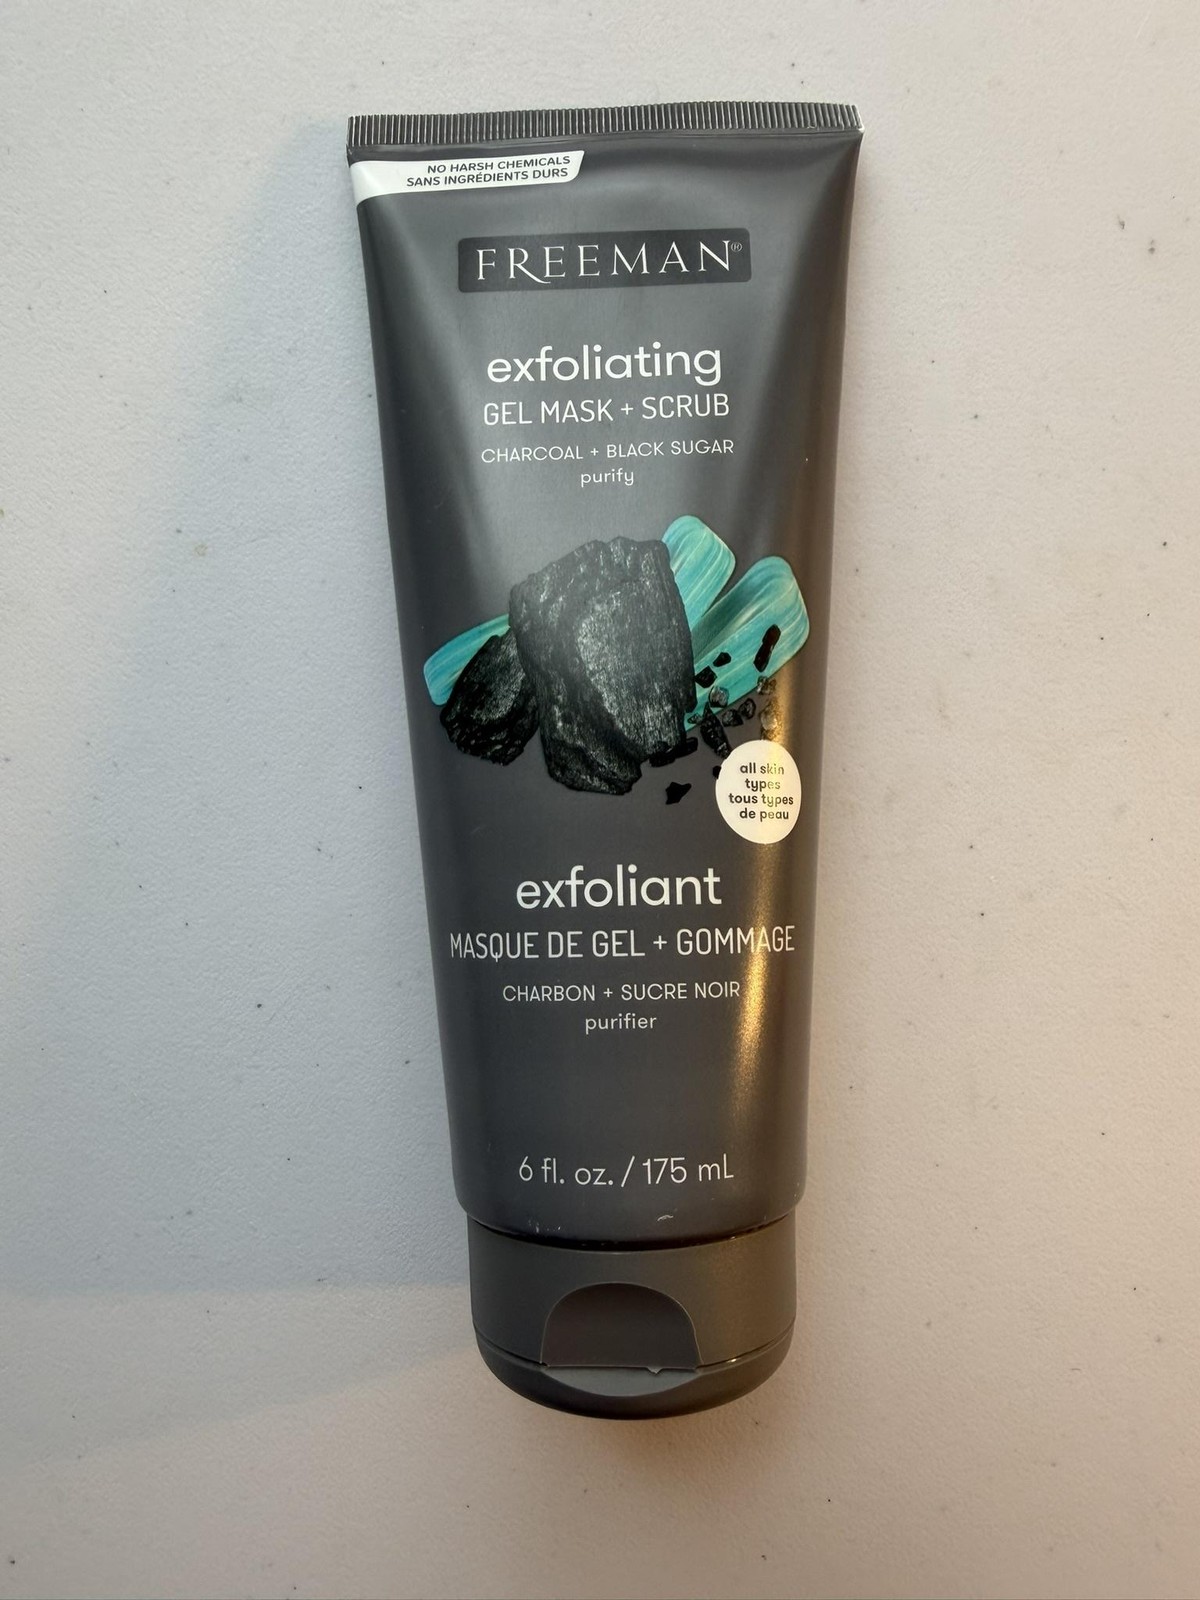 NO HARSH CHEMICALS
SANS INGRÉDIENTS DURS
FREEMAN®
exfoliating
GEL MASK + SCRUB
CHARCOAL + BLACK SUGAR
purify
all skin
types
tous types
de peau
exfoliant
MASQUE DE GEL + GOMMAGE
CHARBON + SUCRE NOIR
purifier
6 fl. oz. / 175 mL